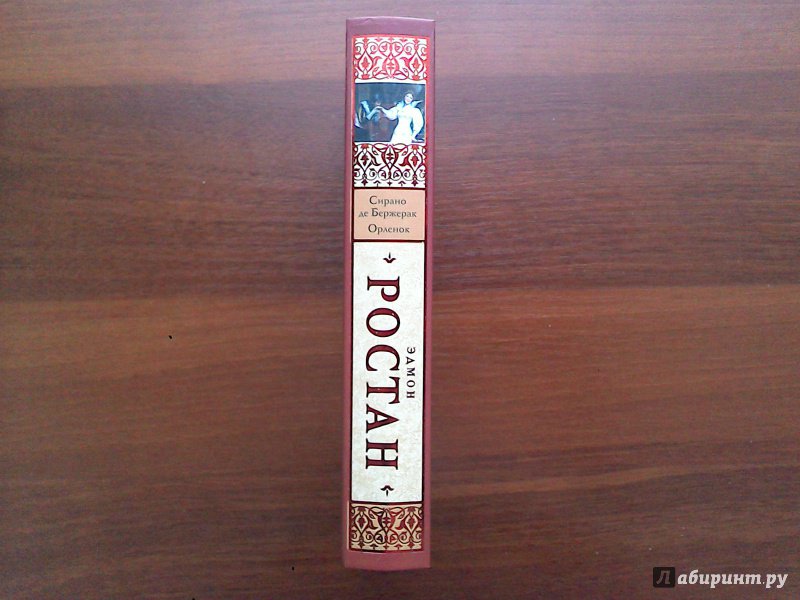 Сирано
де Бержерак
Орленок
ЭДМОН
РОСТАН
Лабиринт.ру